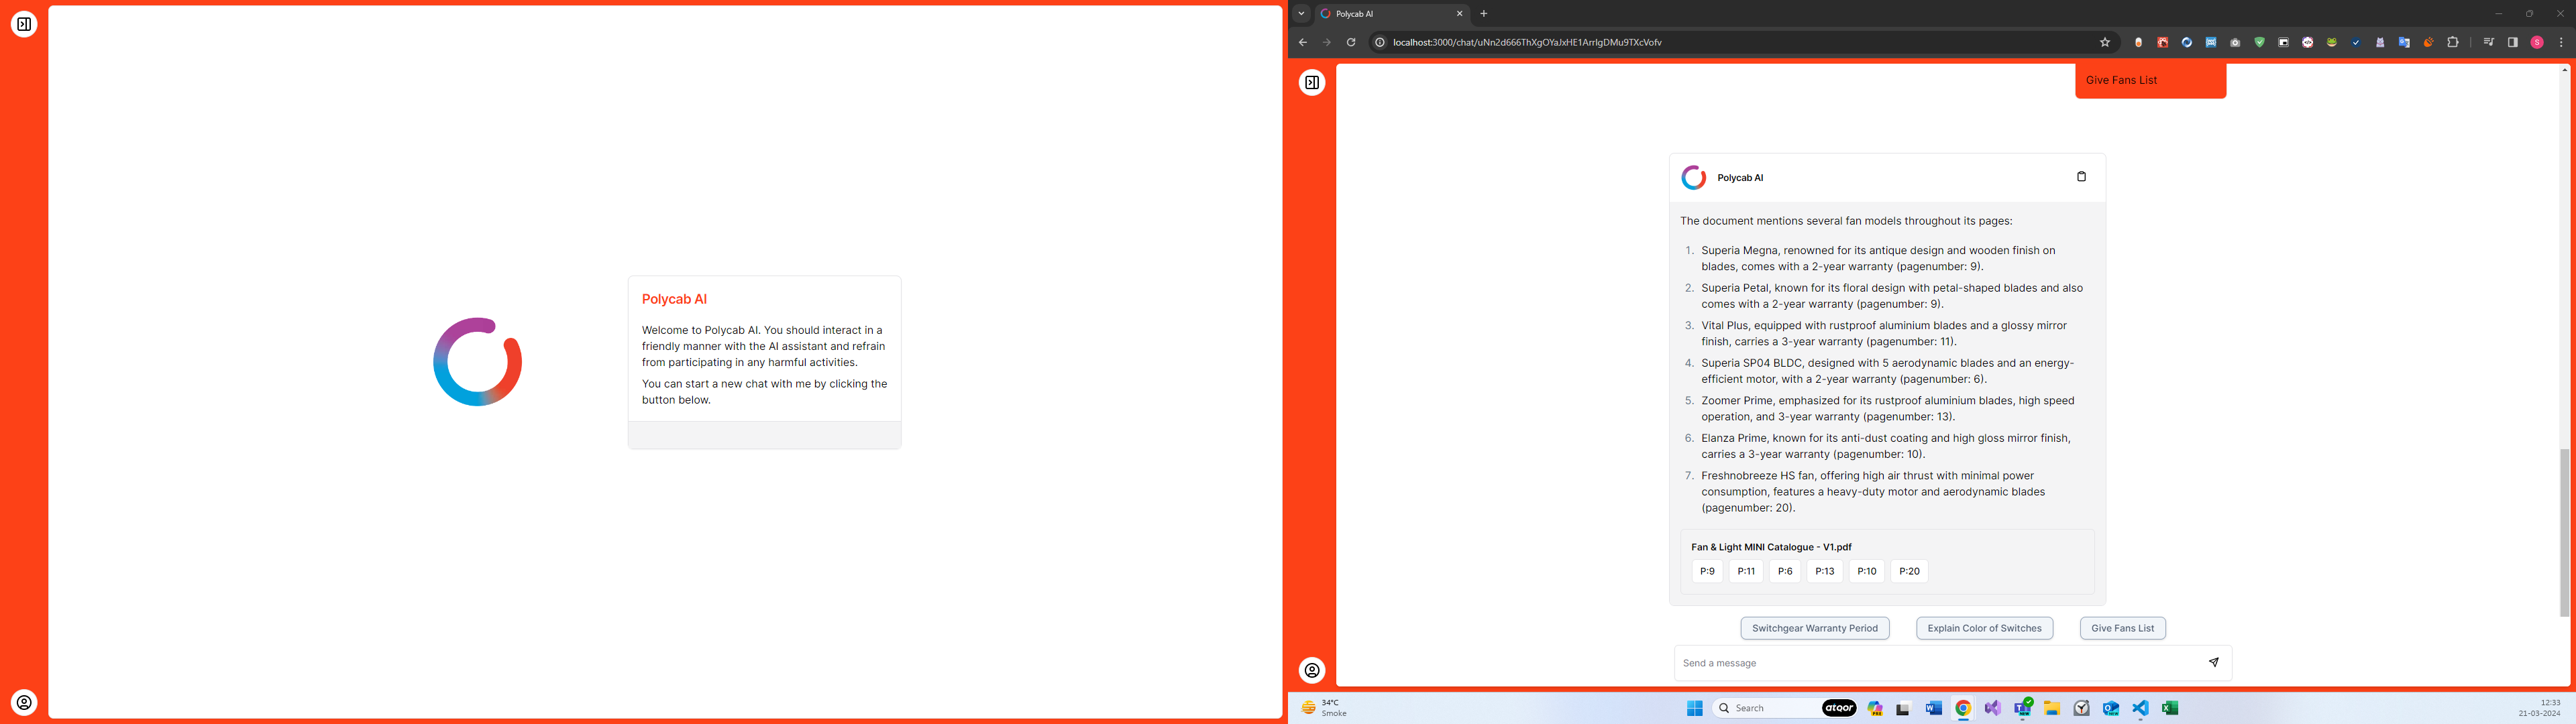 Polycab AI
Welcome to Polycab AI. You should interact in a
friendly manner with the AI assistant and refrain
from participating in any harmful activities.
You can start a new chat with me by clicking the
button below.
Polycab AI
localhost:3000/chat/uNn2d666ThXgOYaJxHE1ArrIgDMu9TXcVofv
Give Fans List
Polycab AI
The document mentions several fan models throughout its pages:
1. Superia Megna, renowned for its antique design and wooden finish on
blades, comes with a 2-year warranty (pagenumber: 9).
2. Superia Petal, known for its floral design with petal-shaped blades and also
comes with a 2-year warranty (pagenumber: 9).
3. Vital Plus, equipped with rustproof aluminium blades and a glossy mirror
finish, carries a 3-year warranty (pagenumber: 11).
4. Superia SP04 BLDC, designed with 5 aerodynamic blades and an energy-
efficient motor, with a 2-year warranty (pagenumber: 6).
5. Zoomer Prime, emphasized for its rustproof aluminium blades, high speed
operation, and 3-year warranty (pagenumber: 13).
6. Elanza Prime, known for its anti-dust coating and high gloss mirror finish,
carries a 3-year warranty (pagenumber: 10).
7. Freshnobreeze HS fan, offering high air thrust with minimal power
consumption, features a heavy-duty motor and aerodynamic blades
(pagenumber: 20).
Fan & Light MINI Catalogue - V1.pdf
P:9 P:11 P:6 P:13 P:10 P:20
Switchgear Warranty Period Explain Color of Switches Give Fans List
Send a message
34°C
Smoke
Search atqor
12:33
21-03-2024